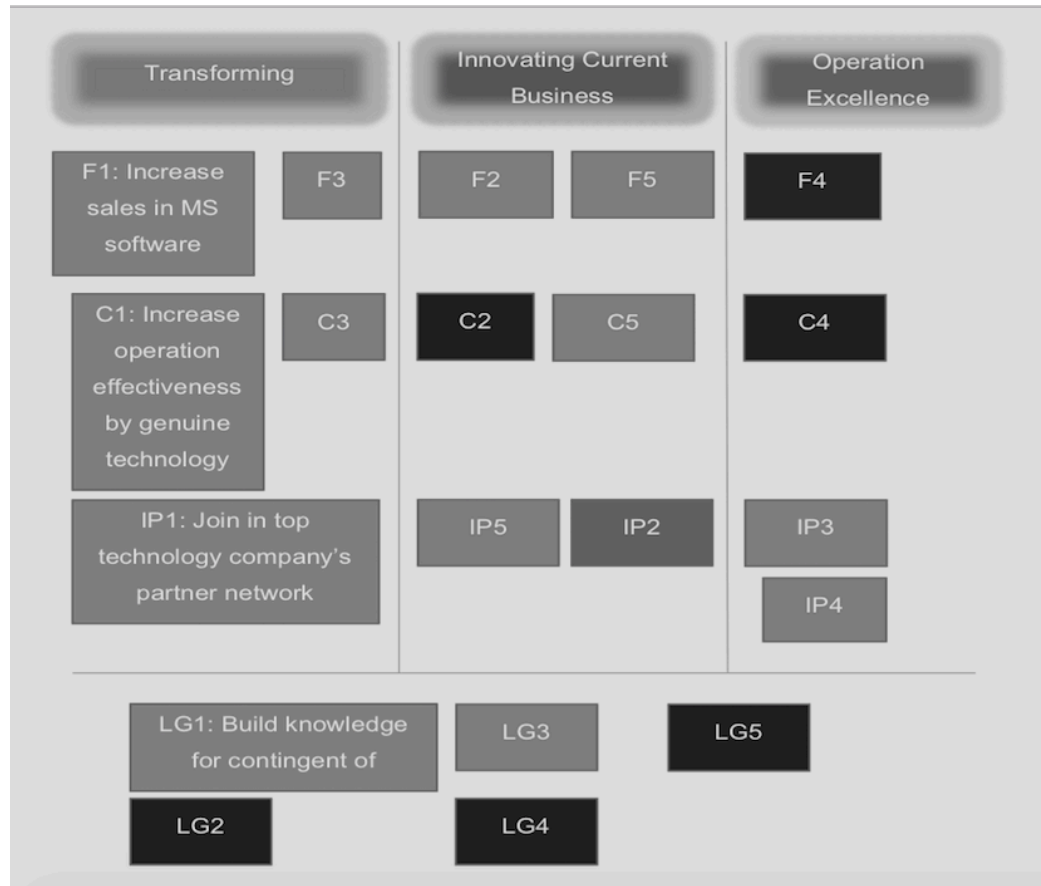 Transforming
Innovating Current
Business
Operation
Excellence
F1: Increase
sales in MS
software
F3
F2
F5
F4
C1: Increase
operation
effectiveness
by genuine
technology
C3
C2
C5
C4
IP1: Join in top
technology company's
partner network
IP5
IP2
IP3
IP4
LG1: Build knowledge
for contingent of
LG3
LG5
LG2
LG4